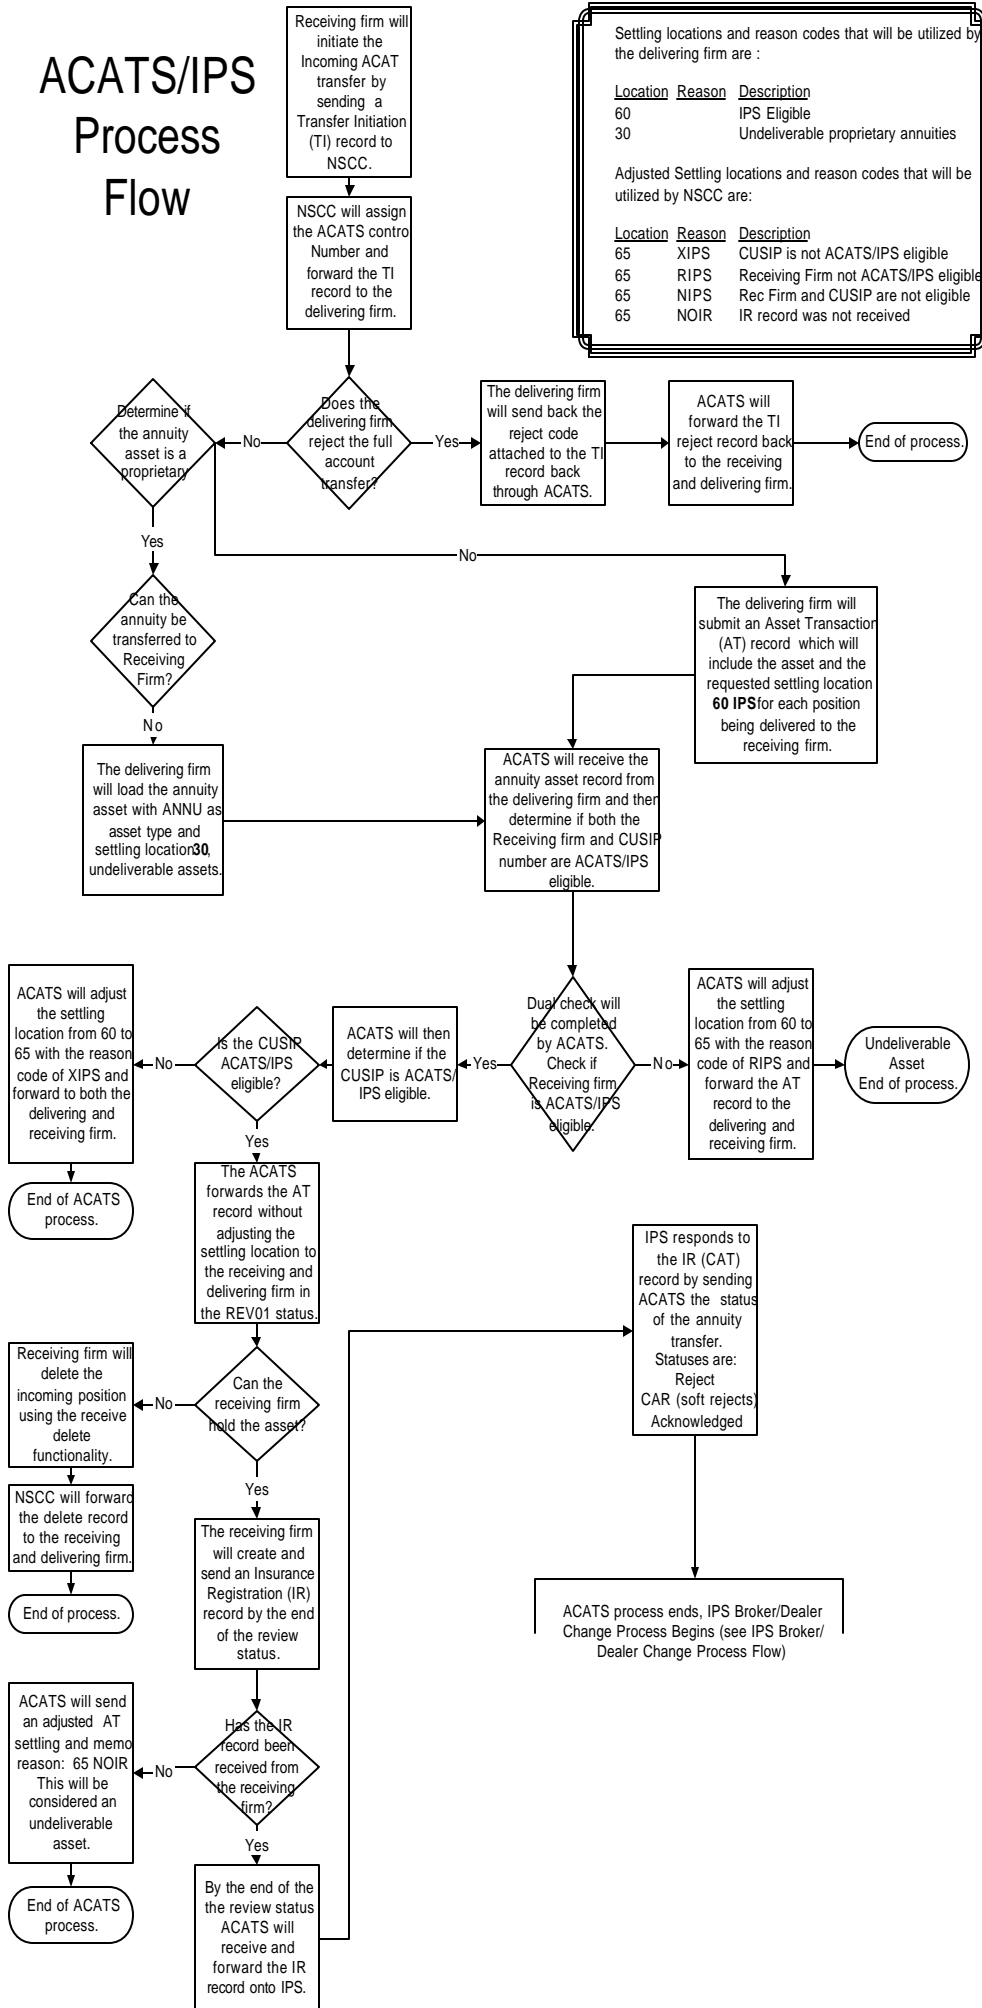 ACATS/IPS
Process
Flow
Receiving firm will
initiate the
Incoming ACAT
transfer by
sending a
Transfer Initiation
(TI) record to
NSCC.
Settling locations and reason codes that will be utilized by
the delivering firm are :
Location Reason Description
60 IPS Eligible
30 Undeliverable proprietary annuities
Adjusted Settling locations and reason codes that will be
utilized by NSCC are:
Location Reason Description
65 XIPS CUSIP is not ACATS/IPS eligible
65 RIPS Receiving Firm not ACATS/IPS eligible
65 NIPS Rec Firm and CUSIP are not eligible
65 NOIR IR record was not received
NSCC will assign
the ACATS contro
Number and
forward the TI
record to the
delivering firm.
Does the
delivering firm
reject the full
account
transfer?
No
Yes
Determine if
the annuity
asset is a
proprietary
The delivering firm
will send back the
reject code
attached to the TI
record back
through ACATS.
ACATS will
forward the TI
reject record back
to the receiving
and delivering firm.
End of process.
Yes
No
Can the
annuity be
transferred to
Receiving
Firm?
No
The delivering firm will
submit an Asset Transaction
(AT) record which will
include the asset and the
requested settling location
60 IPS for each position
being delivered to the
receiving firm.
The delivering firm
will load the annuity
asset with ANNU as
asset type and
settling location 30,
undeliverable assets.
ACATS will receive the
annuity asset record from
the delivering firm and then
determine if both the
Receiving firm and CUSIP
number are ACATS/IPS
eligible.
Dual check will
be completed
by ACATS.
Check if
Receiving firm
is ACATS/IPS
eligible.
No
ACATS will adjust
the settling
location from 60 to
65 with the reason
code of RIPS and
forward the AT
record to the
delivering and
receiving firm.
Undeliverable
Asset
End of process.
Yes
ACATS will then
determine if the
CUSIP is ACATS/
IPS eligible.
Is the CUSIP
ACATS/IPS
eligible?
No
ACATS will adjust
the settling
location from 60 to
65 with the reason
code of XIPS and
forward to both the
delivering and
receiving firm.
End of ACATS
process.
Yes
The ACATS
forwards the AT
record without
adjusting the
settling location to
the receiving and
delivering firm in
the REV01 status.
Can the
receiving firm
hold the asset?
No
Receiving firm will
delete the
incoming position
using the receive
delete
functionality.
NSCC will forward
the delete record
to the receiving
and delivering firm.
End of process.
Yes
The receiving firm
will create and
send an Insurance
Registration (IR)
record by the end
of the review
status.
Has the IR
record been
received from
the receiving
firm?
No
ACATS will send
an adjusted AT
settling and memo
reason: 65 NOIR
This will be
considered an
undeliverable
asset.
End of ACATS
process.
Yes
By the end of the
the review status
ACATS will
receive and
forward the IR
record onto IPS.
IPS responds to
the IR (CAT)
record by sending
ACATS the status
of the annuity
transfer.
Statuses are:
Reject
CAR (soft rejects)
Acknowledged
ACATS process ends, IPS Broker/Dealer
Change Process Begins (see IPS Broker/
Dealer Change Process Flow)